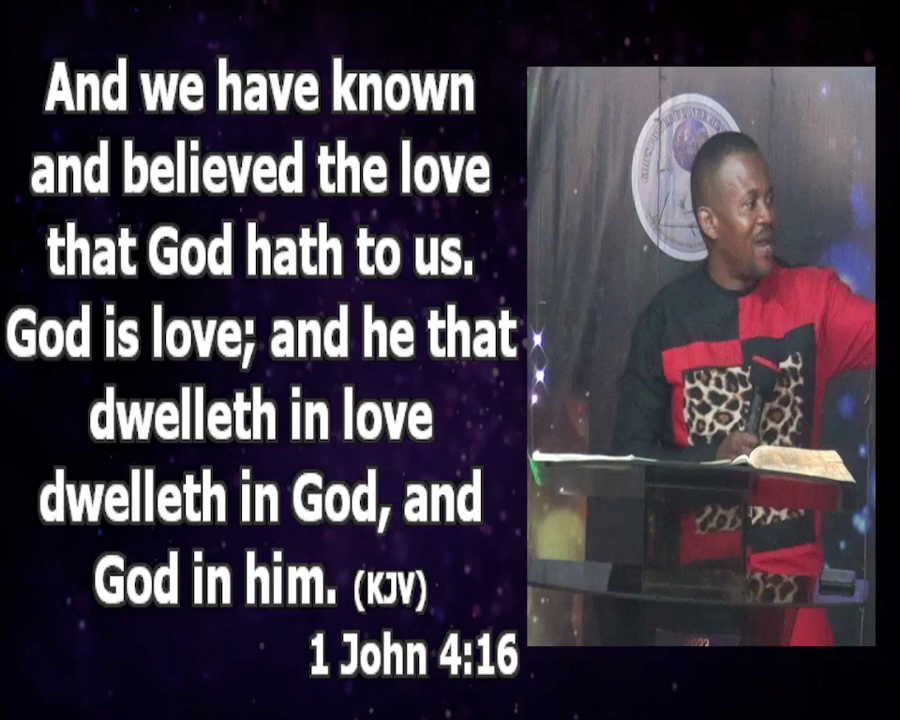 And we have known
and believed the love
that God hath to us.
God is love; and he that
dwelleth in love
dwelleth in God, and
God in him. (KJV)
1 John 4:16